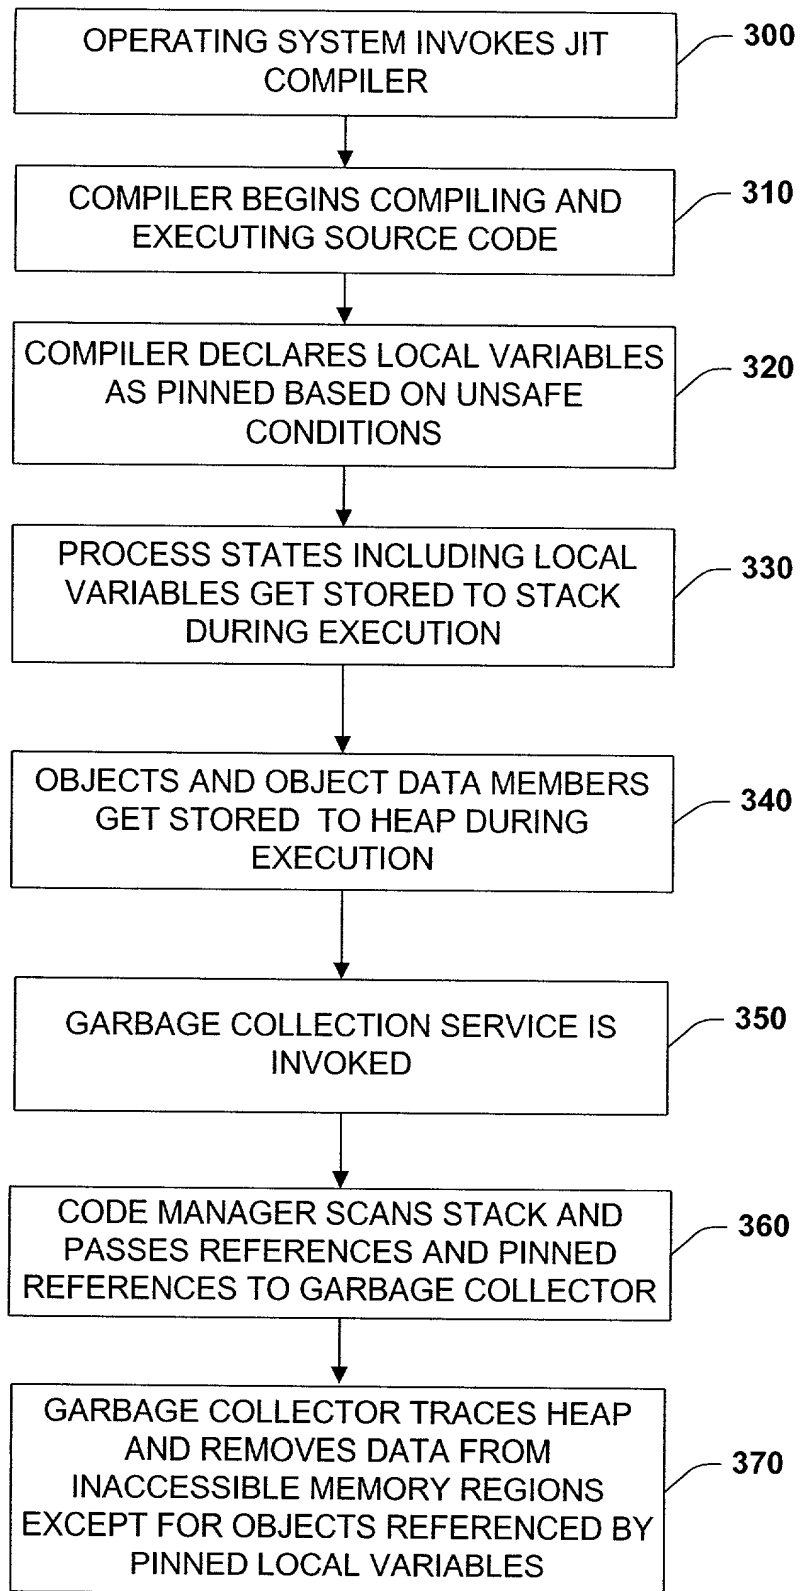 OPERATING SYSTEM INVOKES JIT
COMPILER
300
COMPILER BEGINS COMPILING AND
EXECUTING SOURCE CODE
310
COMPILER DECLARES LOCAL VARIABLES
AS PINNED BASED ON UNSAFE
CONDITIONS
320
PROCESS STATES INCLUDING LOCAL
VARIABLES GET STORED TO STACK
DURING EXECUTION
330
OBJECTS AND OBJECT DATA MEMBERS
GET STORED TO HEAP DURING
EXECUTION
340
GARBAGE COLLECTION SERVICE IS
INVOKED
350
CODE MANAGER SCANS STACK AND
PASSES REFERENCES AND PINNED
REFERENCES TO GARBAGE COLLECTOR
360
GARBAGE COLLECTOR TRACES HEAP
AND REMOVES DATA FROM
INACCESSIBLE MEMORY REGIONS
EXCEPT FOR OBJECTS REFERENCED BY
PINNED LOCAL VARIABLES
370